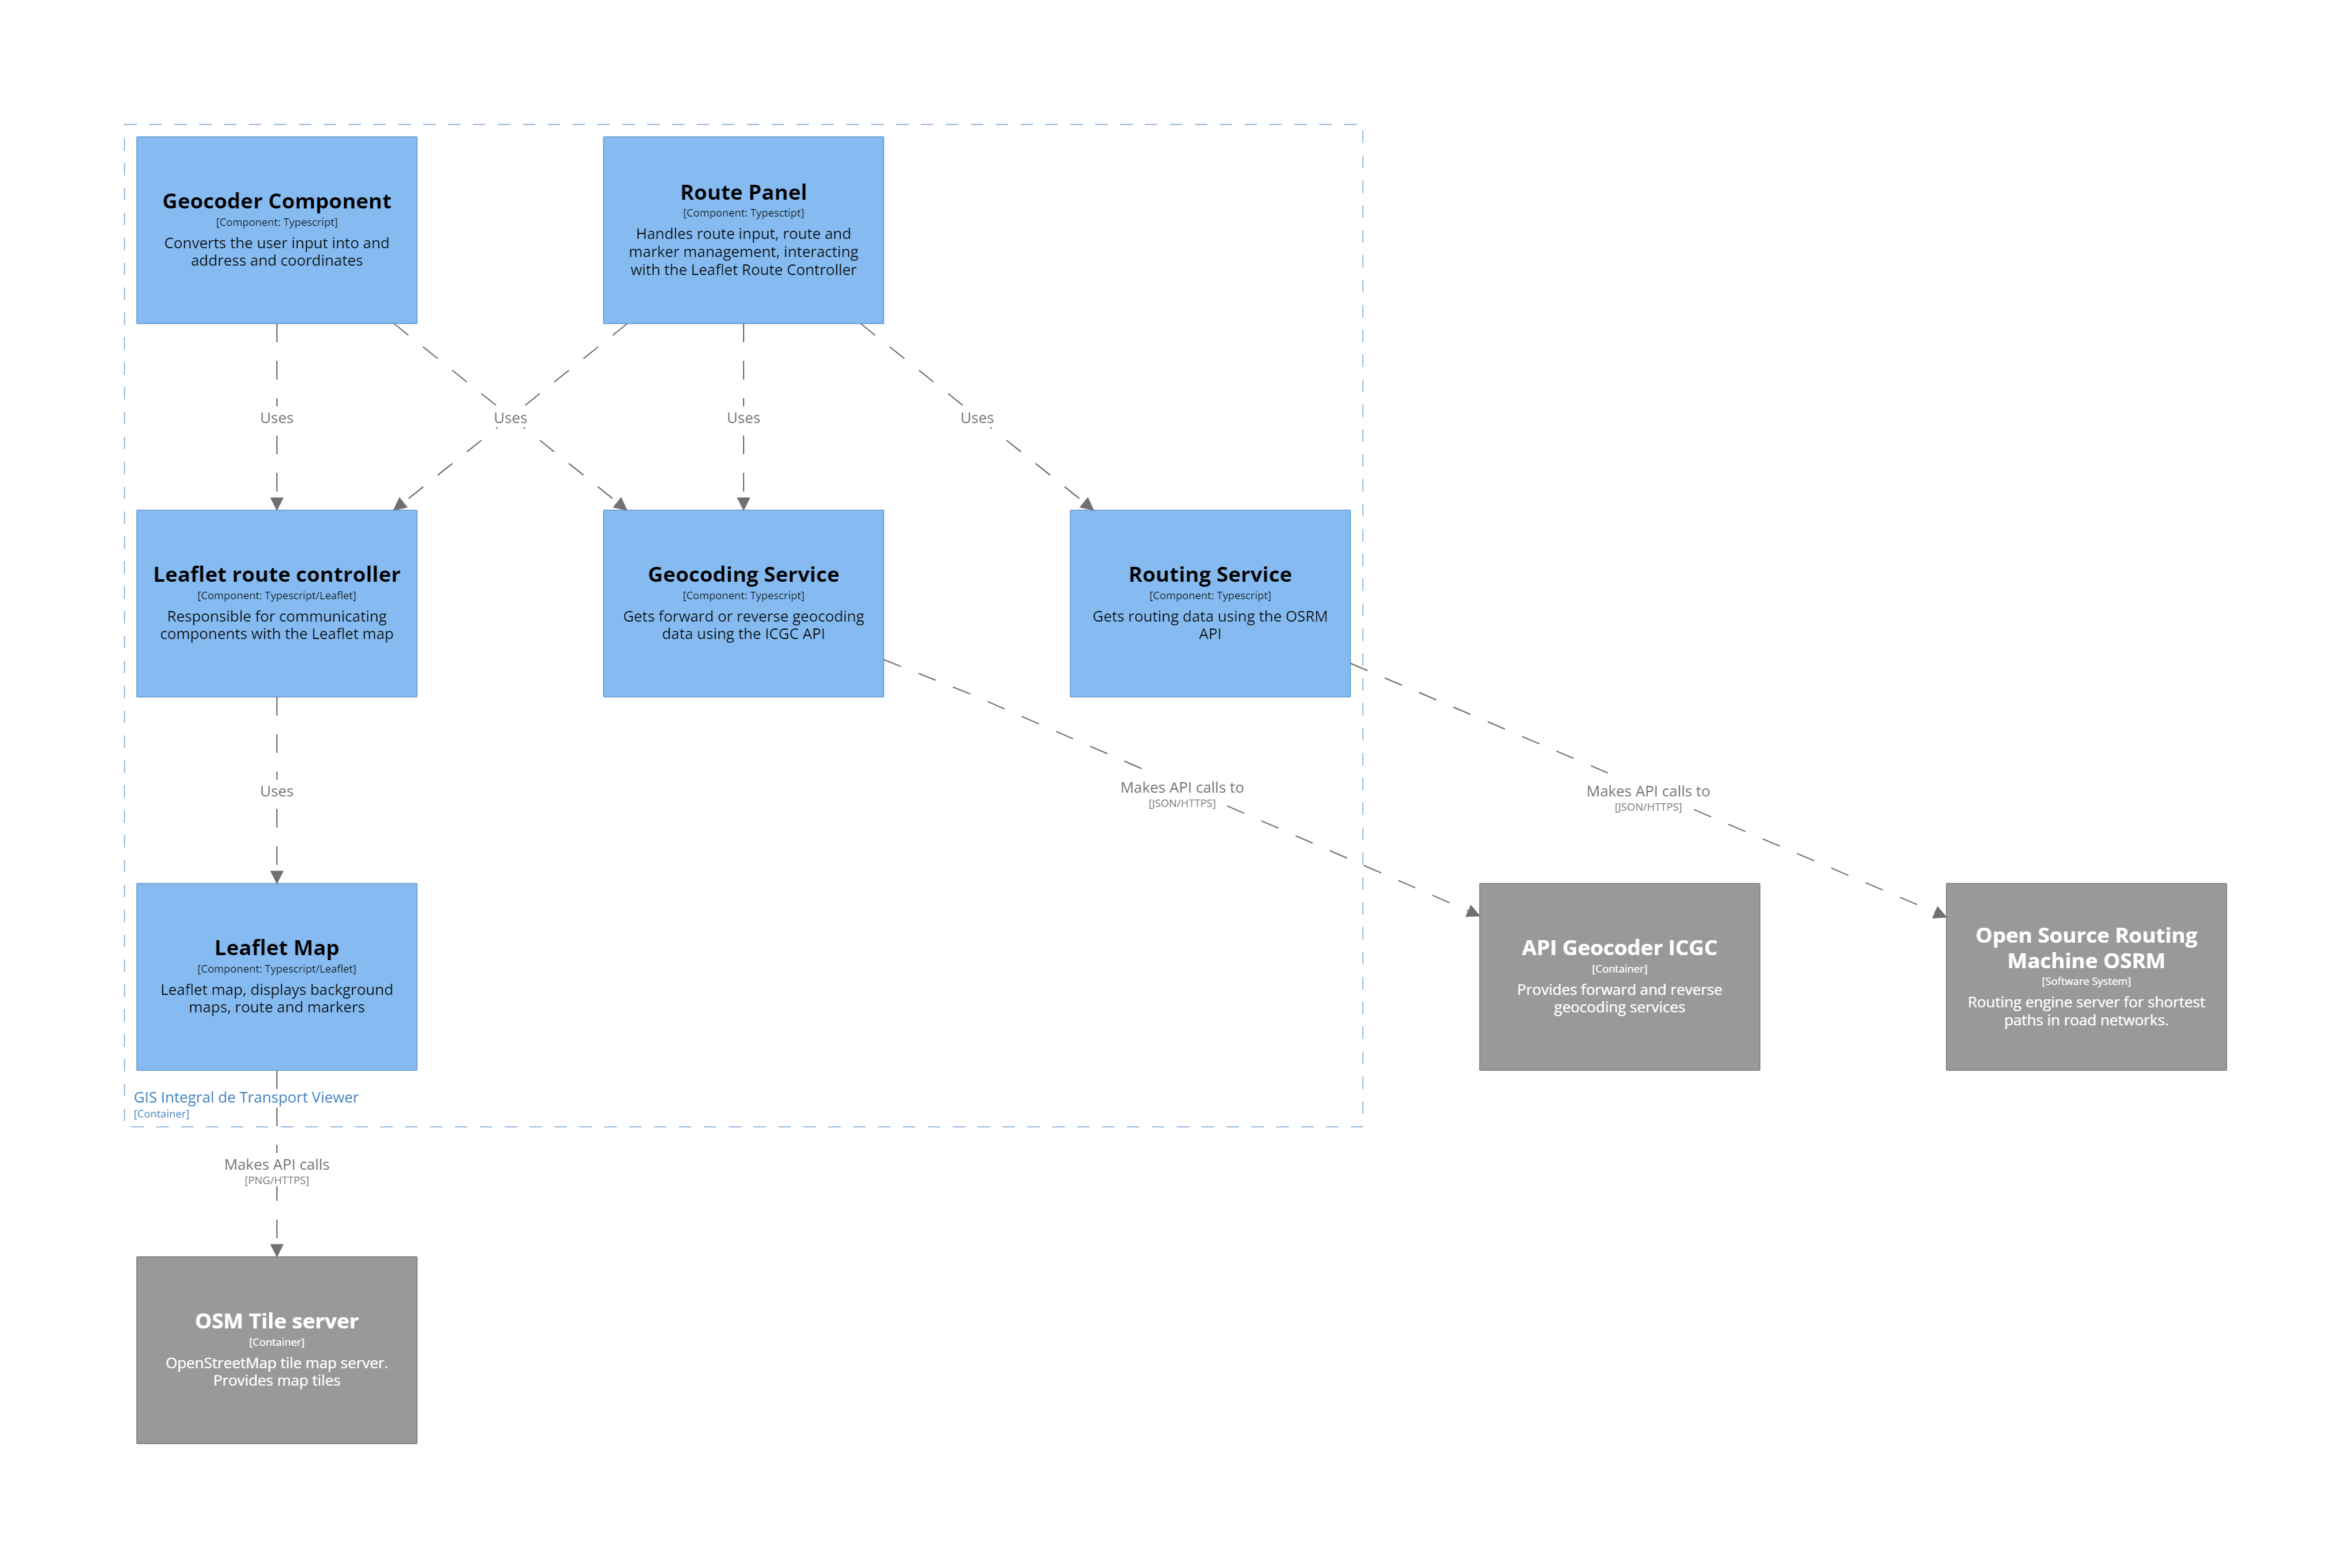 Geocoder Component
[Component: Typescript]
Converts the user input into and
address and coordinates
Route Panel
[Component: Typesctipt]
Handles route input, route and
marker management, interacting
with the Leaflet Route Controller
Uses
Uses
Uses
Uses
Leaflet route controller
[Component: Typescript/Leaflet]
Responsible for communicating
components with the Leaflet map
Geocoding Service
[Component: Typescript]
Gets forward or reverse geocoding
data using the ICGC API
Routing Service
[Component: Typescript]
Gets routing data using the OSRM
API
Uses
Makes API calls to
[JSON/HTTPS]
Makes API calls to
[JSON/HTTPS]
Leaflet Map
[Component: Typescript/Leaflet]
Leaflet map, displays background
maps, route and markers
API Geocoder ICGC
[Container]
Provides forward and reverse
geocoding services
Open Source Routing
Machine OSRM
[Software System]
Routing engine server for shortest
paths in road networks.
GIS Integral de Transport Viewer
[Container]
Makes API calls
[PNG/HTTPS]
OSM Tile server
[Container]
OpenStreetMap tile map server.
Provides map tiles